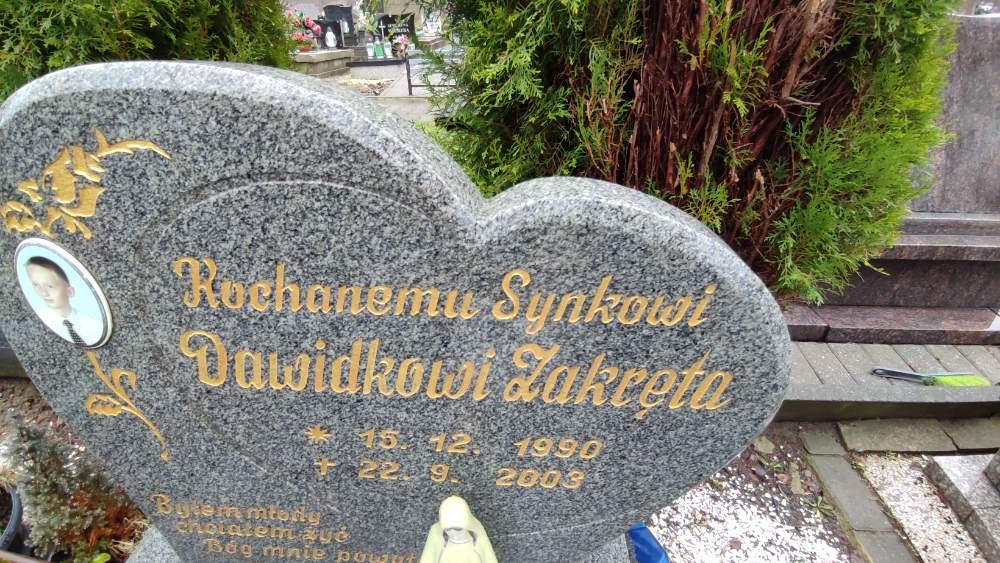 Kochanemu Synkowi
Dawidkowi Zakręta
* 15. 12. 1990
+ 22. 9. 2003
Byłem młody
chciałem żyć
Bóg mnie